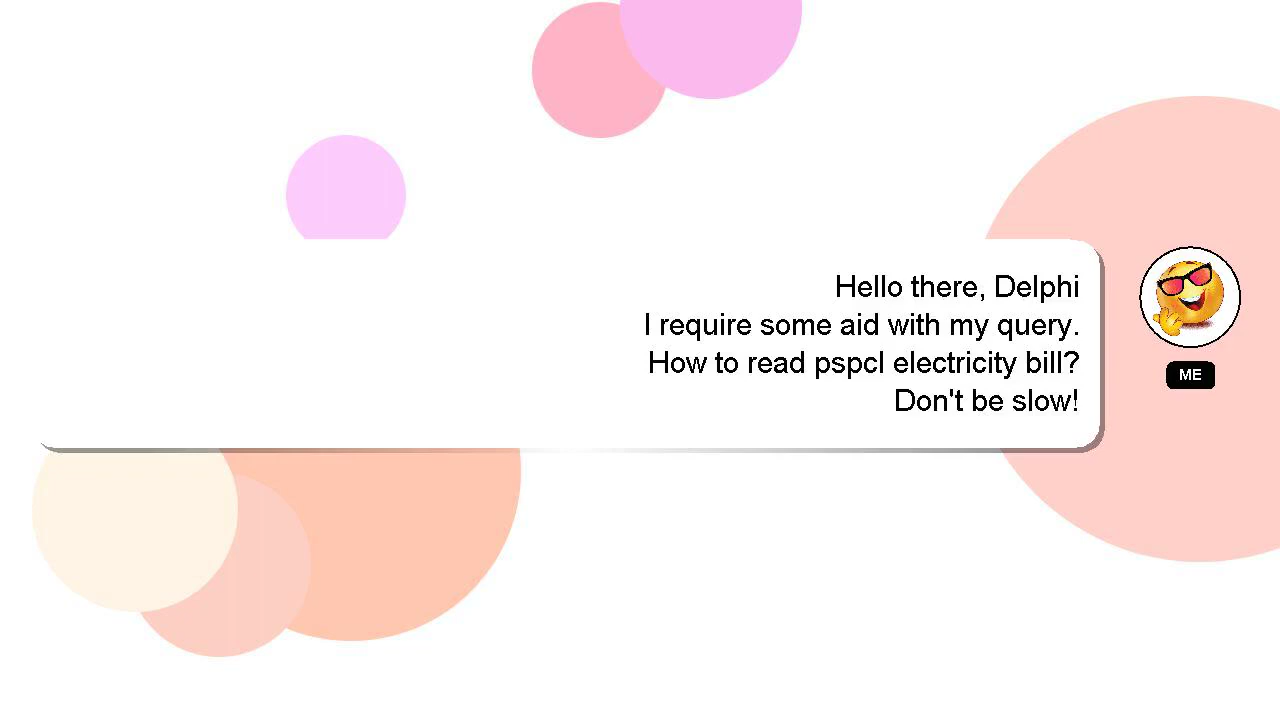 Hello there, Delphi
I require some aid with my query.
How to read pspcl electricity bill?
Don't be slow!
ME